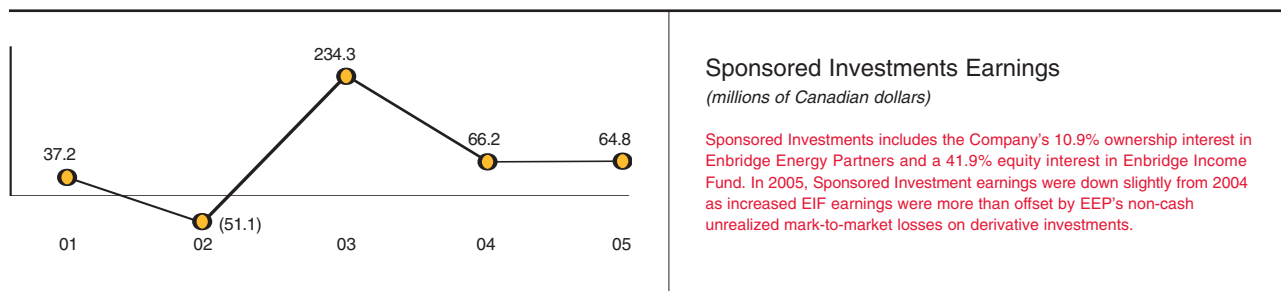 234.3
37.2
66.2
64.8
(51.1)
01 02 03 04 05
Sponsored Investments Earnings
(millions of Canadian dollars)
Sponsored Investments includes the Company's 10.9% ownership interest in
Enbridge Energy Partners and a 41.9% equity interest in Enbridge Income
Fund. In 2005, Sponsored Investment earnings were down slightly from 2004
as increased EIF earnings were more than offset by EEP's non-cash
unrealized mark-to-market losses on derivative investments.